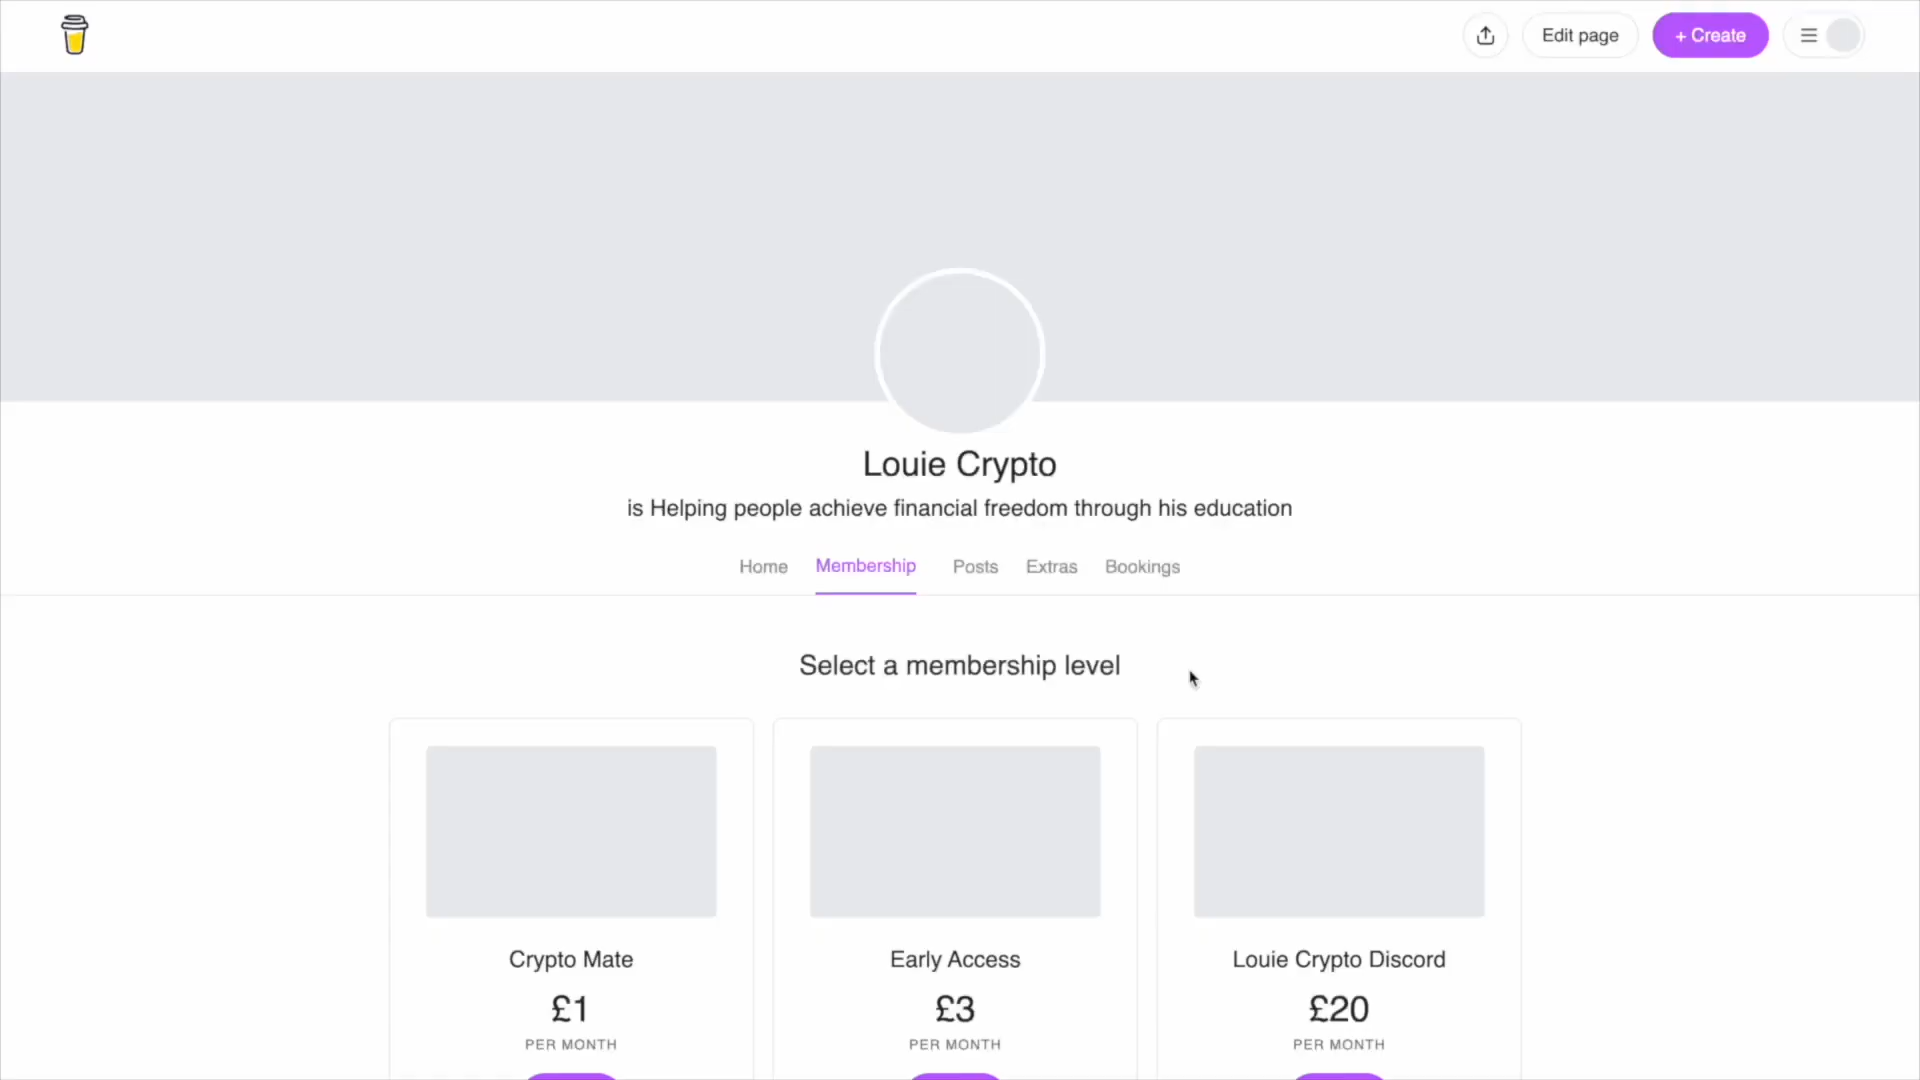 Edit page
+ Create
Louie Crypto
is Helping people achieve financial freedom through his education
Home Membership Posts Extras Bookings
Select a membership level
Crypto Mate
£1
PER MONTH
Early Access
£3
PER MONTH
Louie Crypto Discord
£20
PER MONTH